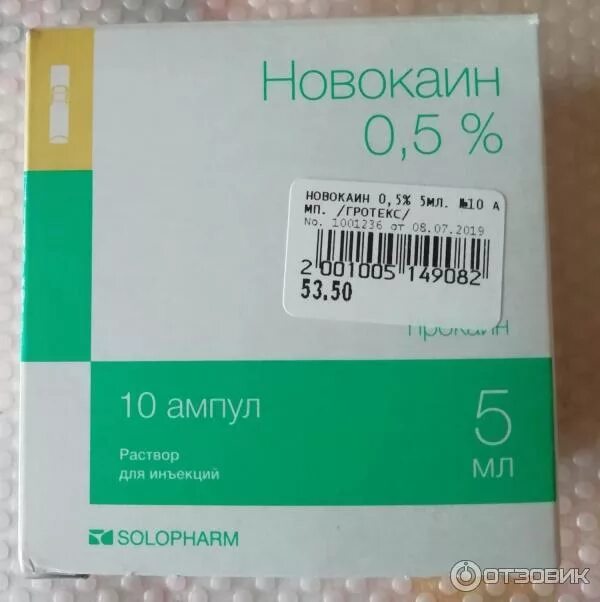 Новокаин
0,5 %
НОВОКАИН 0,5% 5МЛ. №10 А
МП. /ГРОТЕКС/
No. 1001236 от 08.07.2019
2 001005 149082
53.50
прокаин
10 ампул
5
мл
Раствор
для инъекций
SOLOPHARM
ОТЗОВИК